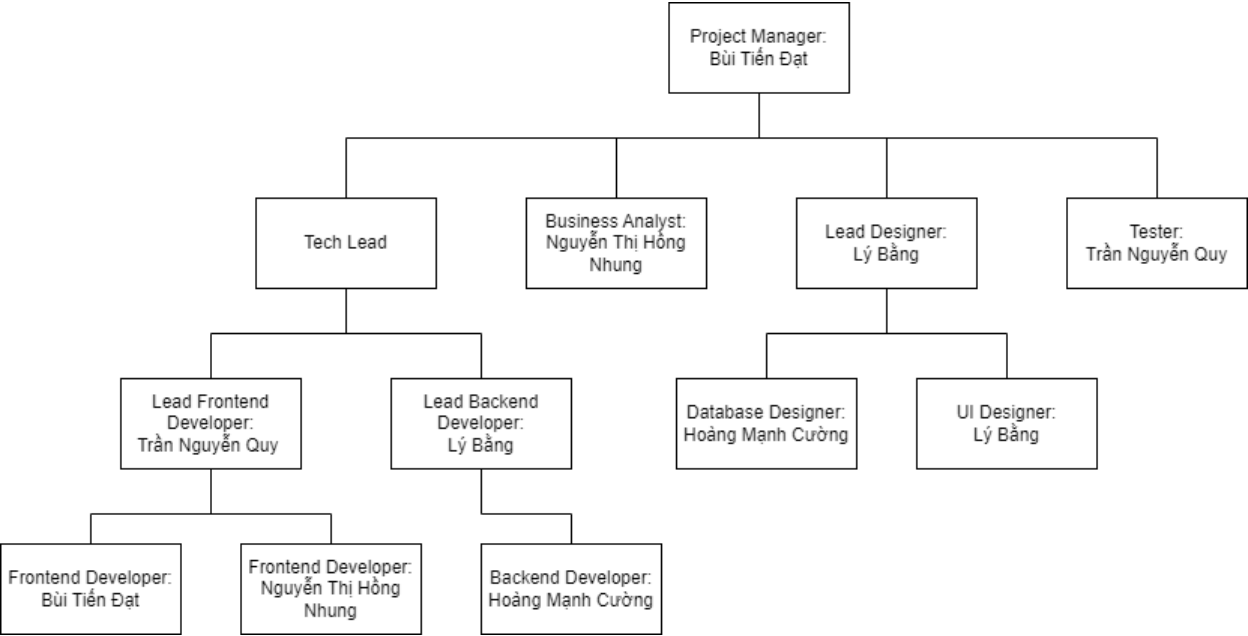 Project Manager:
Bùi Tiến Đạt
Tech Lead
Business Analyst:
Nguyễn Thị Hồng
Nhung
Lead Designer:
Lý Bằng
Tester:
Trần Nguyễn Quy
Lead Frontend
Developer:
Trần Nguyễn Quy
Lead Backend
Developer:
Lý Bằng
Database Designer:
Hoàng Mạnh Cường
UI Designer:
Lý Bằng
Frontend Developer:
Bùi Tiến Đạt
Frontend Developer:
Nguyễn Thị Hồng
Nhung
Backend Developer:
Hoàng Mạnh Cường